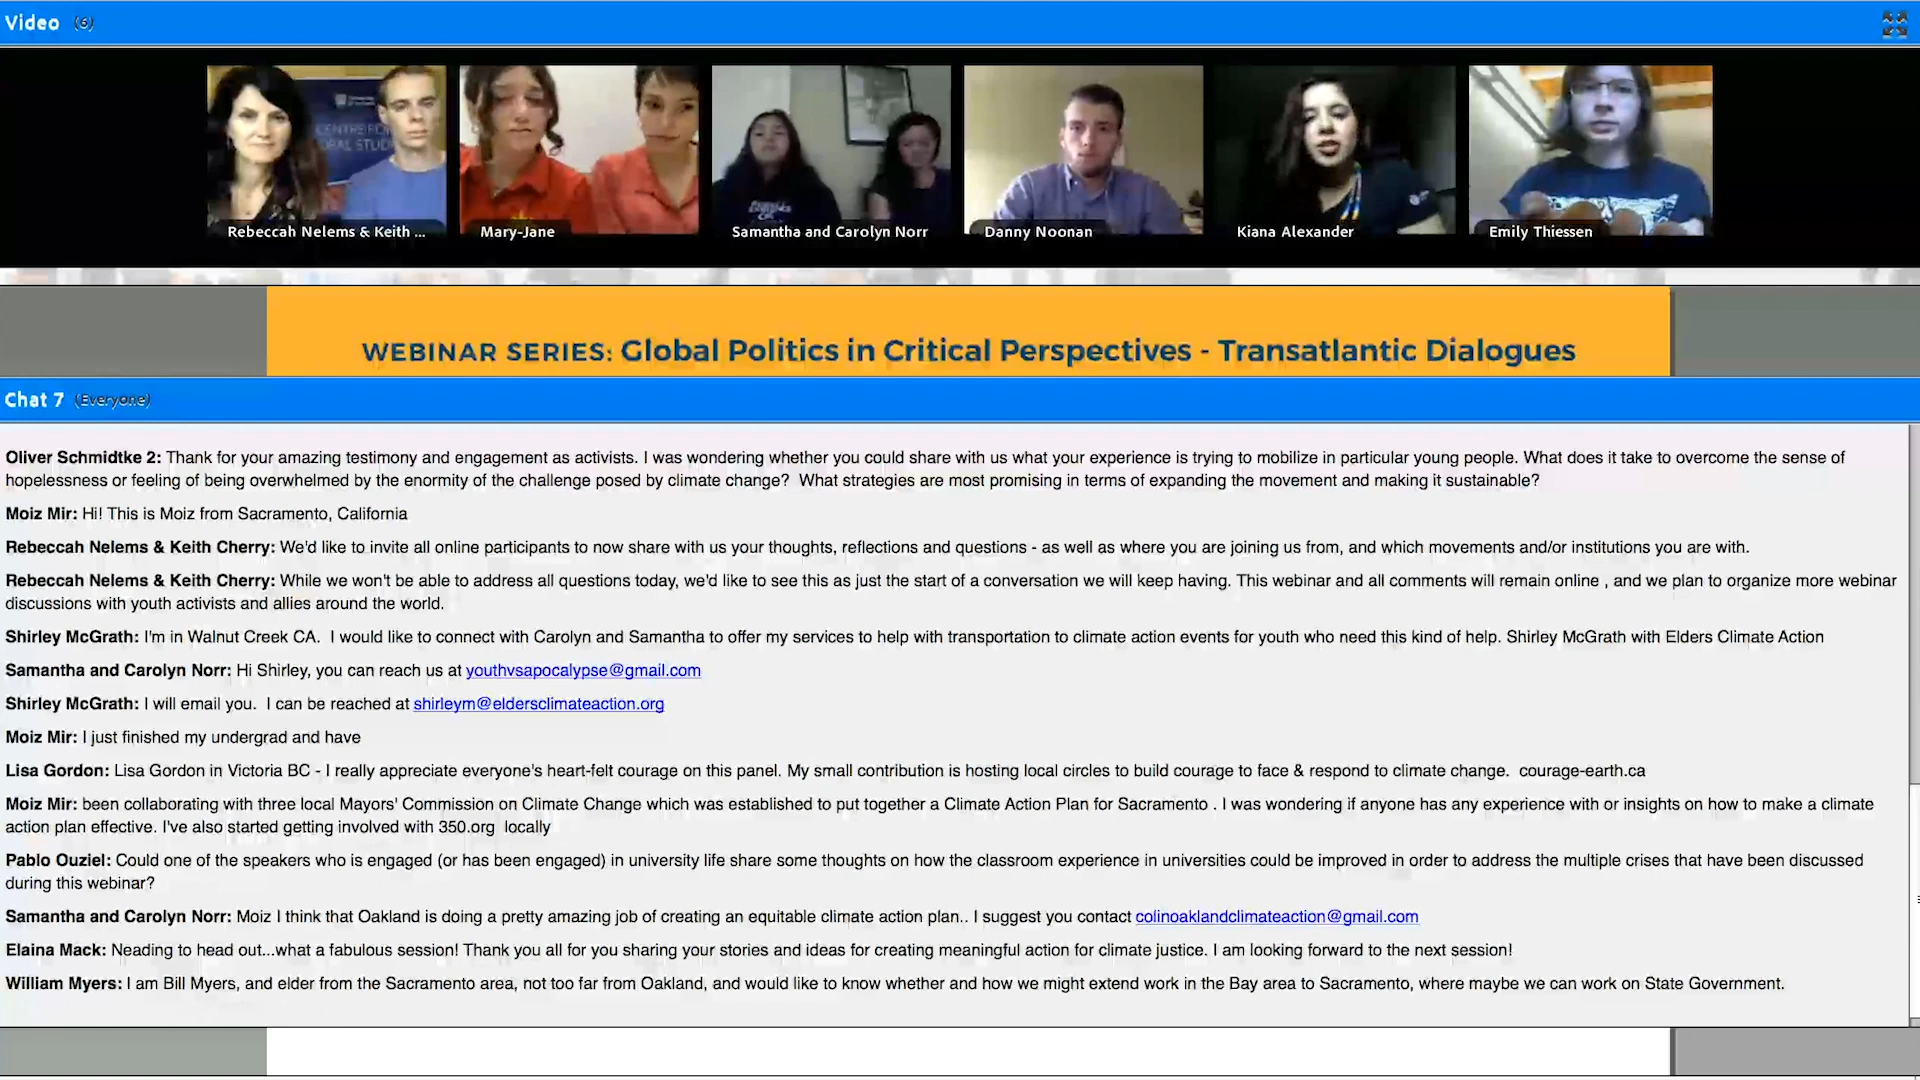 Video (6)
CENTRE FOR
Rebeccah Nelems & Keith ...
Mary-Jane
Samantha and Carolyn Norr
Danny Noonan
Kiana Alexander
Emily Thiessen
WEBINAR SERIES: Global Politics in Critical Perspectives - Transatlantic Dialogues
Chat 7 (Everyone)
Oliver Schmidtke 2: Thank for your amazing testimony and engagement as activists. I was wondering whether you could share with us what your experience is trying to mobilize in particular young people. What does it take to overcome the sense of
hopelessness or feeling of being overwhelmed by the enormity of the challenge posed by climate change?  What strategies are most promising in terms of expanding the movement and making it sustainable?
Moiz Mir: Hi! This is Moiz from Sacramento, California
Rebeccah Nelems & Keith Cherry: We'd like to invite all online participants to now share with us your thoughts, reflections and questions - as well as where you are joining us from, and which movements and/or institutions you are with.
Rebeccah Nelems & Keith Cherry: While we won't be able to address all questions today, we'd like to see this as just the start of a conversation we will keep having. This webinar and all comments will remain online , and we plan to organize more webinar
discussions with youth activists and allies around the world.
Shirley McGrath: I'm in Walnut Creek CA.  I would like to connect with Carolyn and Samantha to offer my services to help with transportation to climate action events for youth who need this kind of help. Shirley McGrath with Elders Climate Action
Samantha and Carolyn Norr: Hi Shirley, you can reach us at youthvsapocalypse@gmail.com
Shirley McGrath: I will email you.  I can be reached at shirleym@eldersclimateaction.org
Moiz Mir: I just finished my undergrad and have
Lisa Gordon: Lisa Gordon in Victoria BC - I really appreciate everyone's heart-felt courage on this panel. My small contribution is hosting local circles to build courage to face & respond to climate change.  courage-earth.ca
Moiz Mir: been collaborating with three local Mayors' Commission on Climate Change which was established to put together a Climate Action Plan for Sacramento . I was wondering if anyone has any experience with or insights on how to make a climate
action plan effective. I've also started getting involved with 350.org  locally
Pablo Ouziel: Could one of the speakers who is engaged (or has been engaged) in university life share some thoughts on how the classroom experience in universities could be improved in order to address the multiple crises that have been discussed
during this webinar?
Samantha and Carolyn Norr: Moiz I think that Oakland is doing a pretty amazing job of creating an equitable climate action plan.. I suggest you contact colinoaklandclimateaction@gmail.com
Elaina Mack: Neading to head out...what a fabulous session! Thank you all for you sharing your stories and ideas for creating meaningful action for climate justice. I am looking forward to the next session!
William Myers: I am Bill Myers, and elder from the Sacramento area, not too far from Oakland, and would like to know whether and how we might extend work in the Bay area to Sacramento, where maybe we can work on State Government.